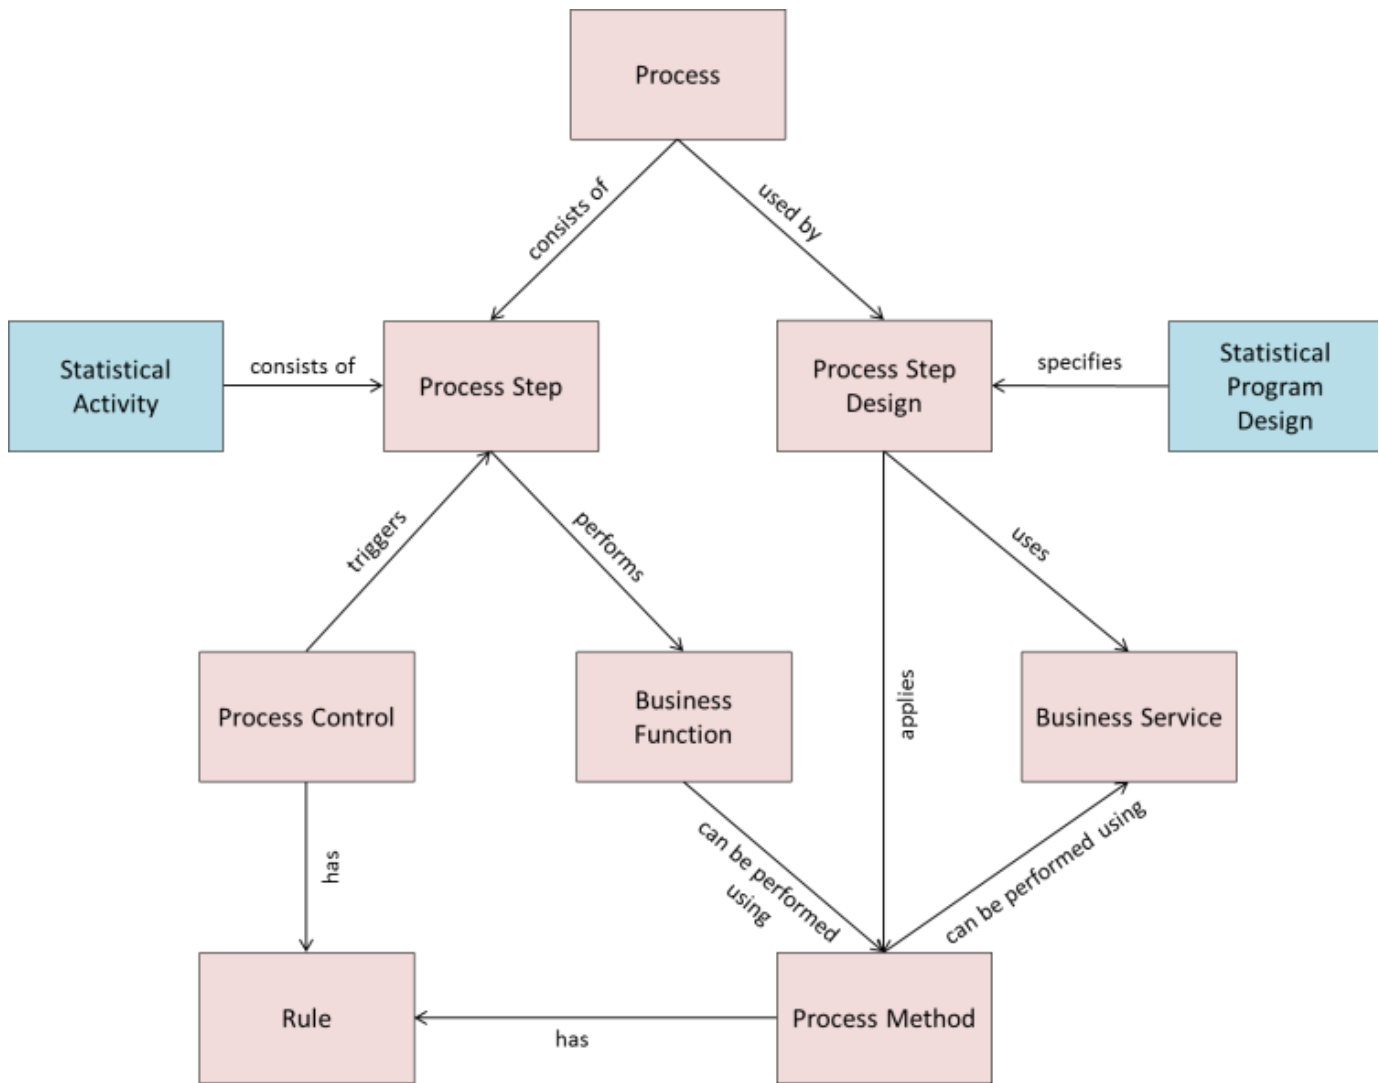 Process
consists of
used by
Statistical
Activity
consists of
Process Step
Process Step
Design
specifies
Statistical
Program
Design
triggers
performs
uses
Process Control
Business
Function
applies
Business Service
has
can be performed
using
can be performed using
Rule
has
Process Method